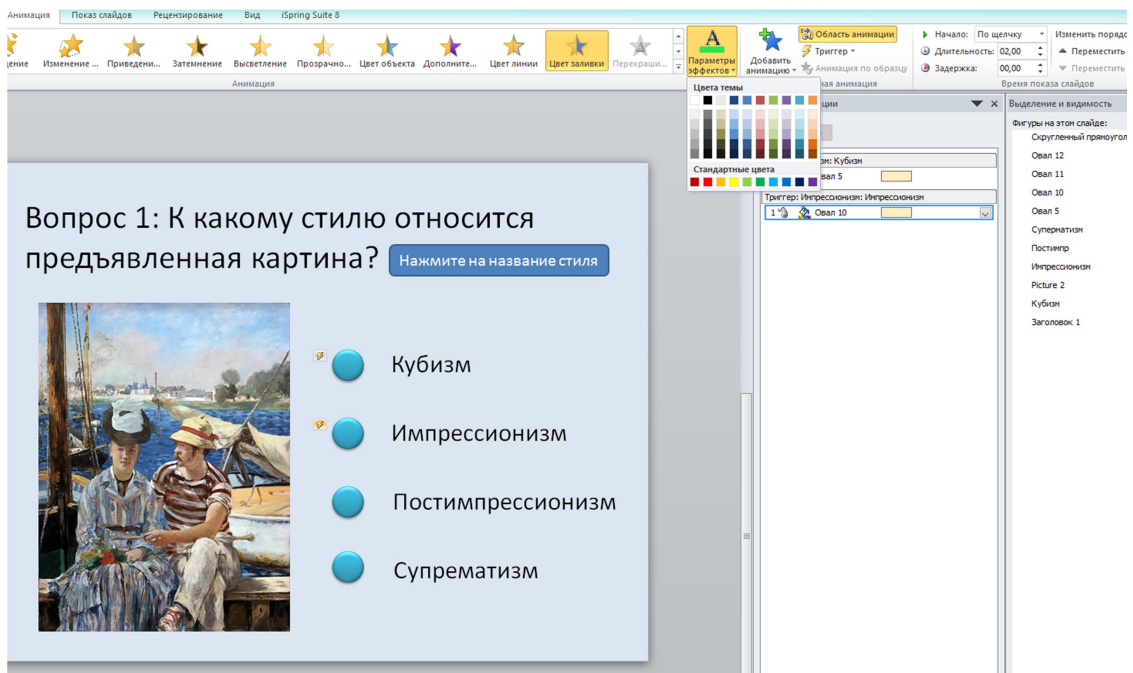 Анимация Показ слайдов Рецензирование Вид iSpring Suite 8
Изменение ... Приведени... Затемнение Высветление Прозрачно... Цвет объекта Дополните... Цвет линии Цвет заливки Перекраши...
Параметры эффектов
Добавить анимацию
Область анимации
Триггер
Анимация по образцу
Начало: По щелчку
Длительность: 02,00
Задержка: 00,00
Изменить порядо
Переместить
Переместить
Анимация
Время показа слайдов
Цвета темы
Стандартные цвета
Триггер: Импрессионизм: Импрессионизм
1 Овал 10
Выделение и видимость
Фигуры на этом слайде:
Скругленный прямоугол
Овал 12
Овал 11
Овал 10
Овал 5
Суперматизм
Постимпр
Импрессионизм
Picture 2
Кубизм
Заголовок 1
Вопрос 1: К какому стилю относится
предъявленная картина?
Нажмите на название стиля
Кубизм
Импрессионизм
Постимпрессионизм
Супрематизм